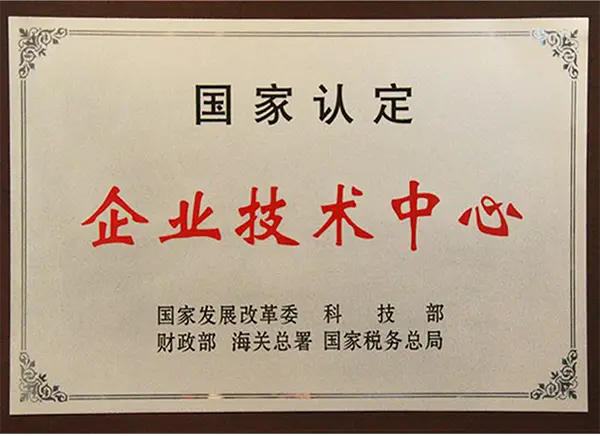 国家认定
企业技术中心
国家发展改革委 科技部
财政部 海关总署 国家税务总局